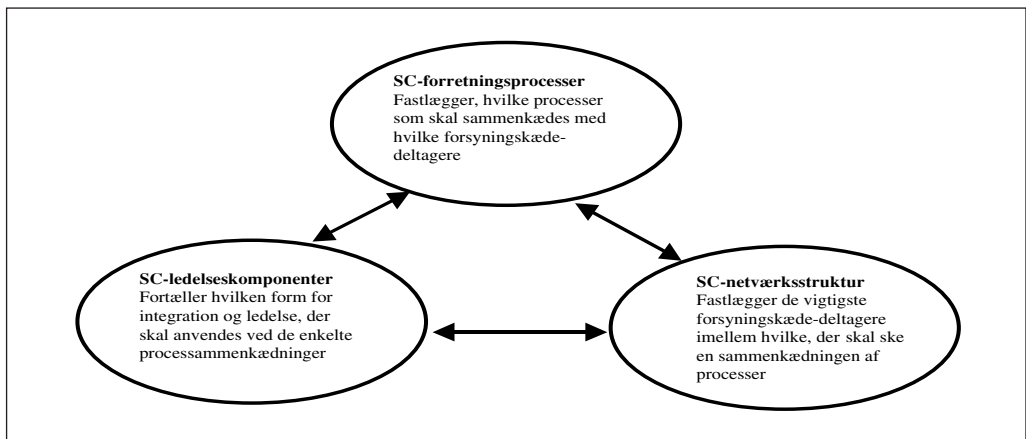 SC-forretningsprocesser
Fastlægger, hvilke processer
som skal sammenkædes med
hvilke forsyningskæde-
deltagere
SC-ledelseskomponenter
Fortæller hvilken form for
integration og ledelse, der
skal anvendes ved de enkelte
processammenkædninger
SC-netværksstruktur
Fastlægger de vigtigste
forsyningskæde-deltagere
imellem hvilke, der skal ske
en sammenkædningen af
processer